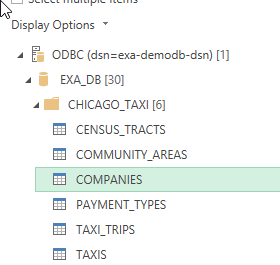 Select multiple items
Display Options
ODBC (dsn=exa-demodb-dsn) [1]
EXA_DB [30]
CHICAGO_TAXI [6]
CENSUS_TRACTS
COMMUNITY_AREAS
COMPANIES
PAYMENT_TYPES
TAXI_TRIPS
TAXIS